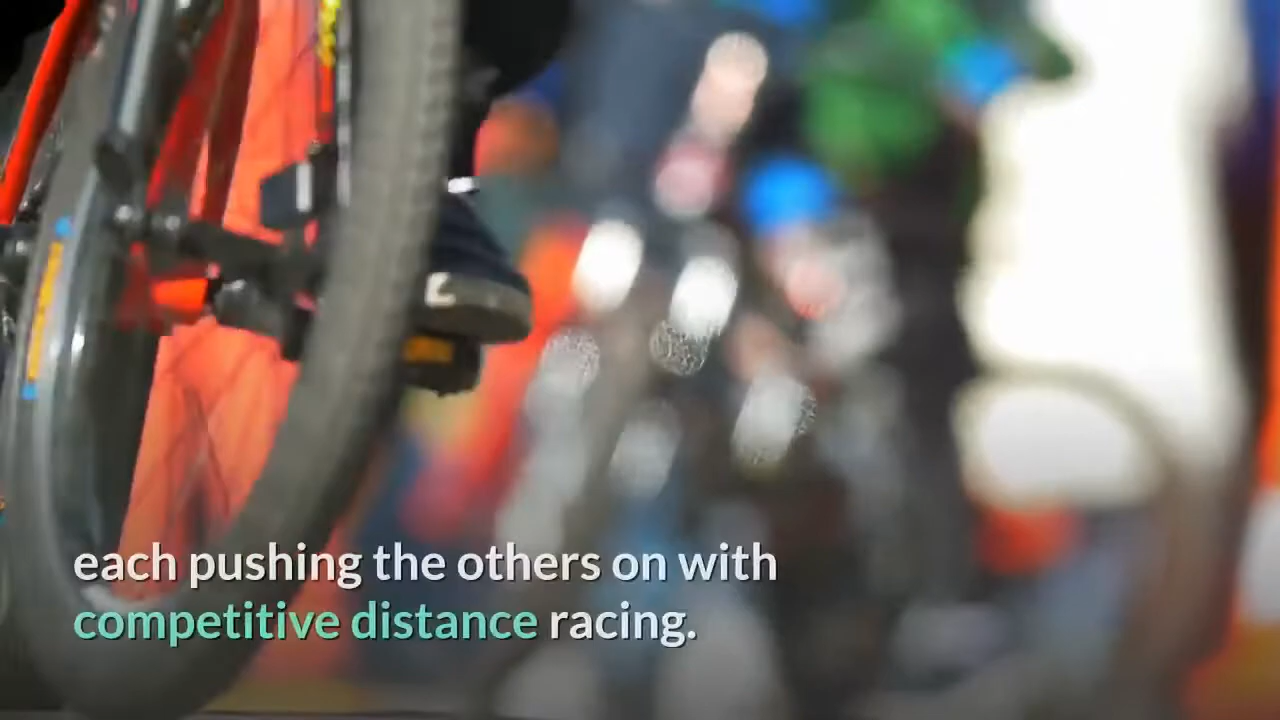 each pushing the others on with
competitive distance racing.